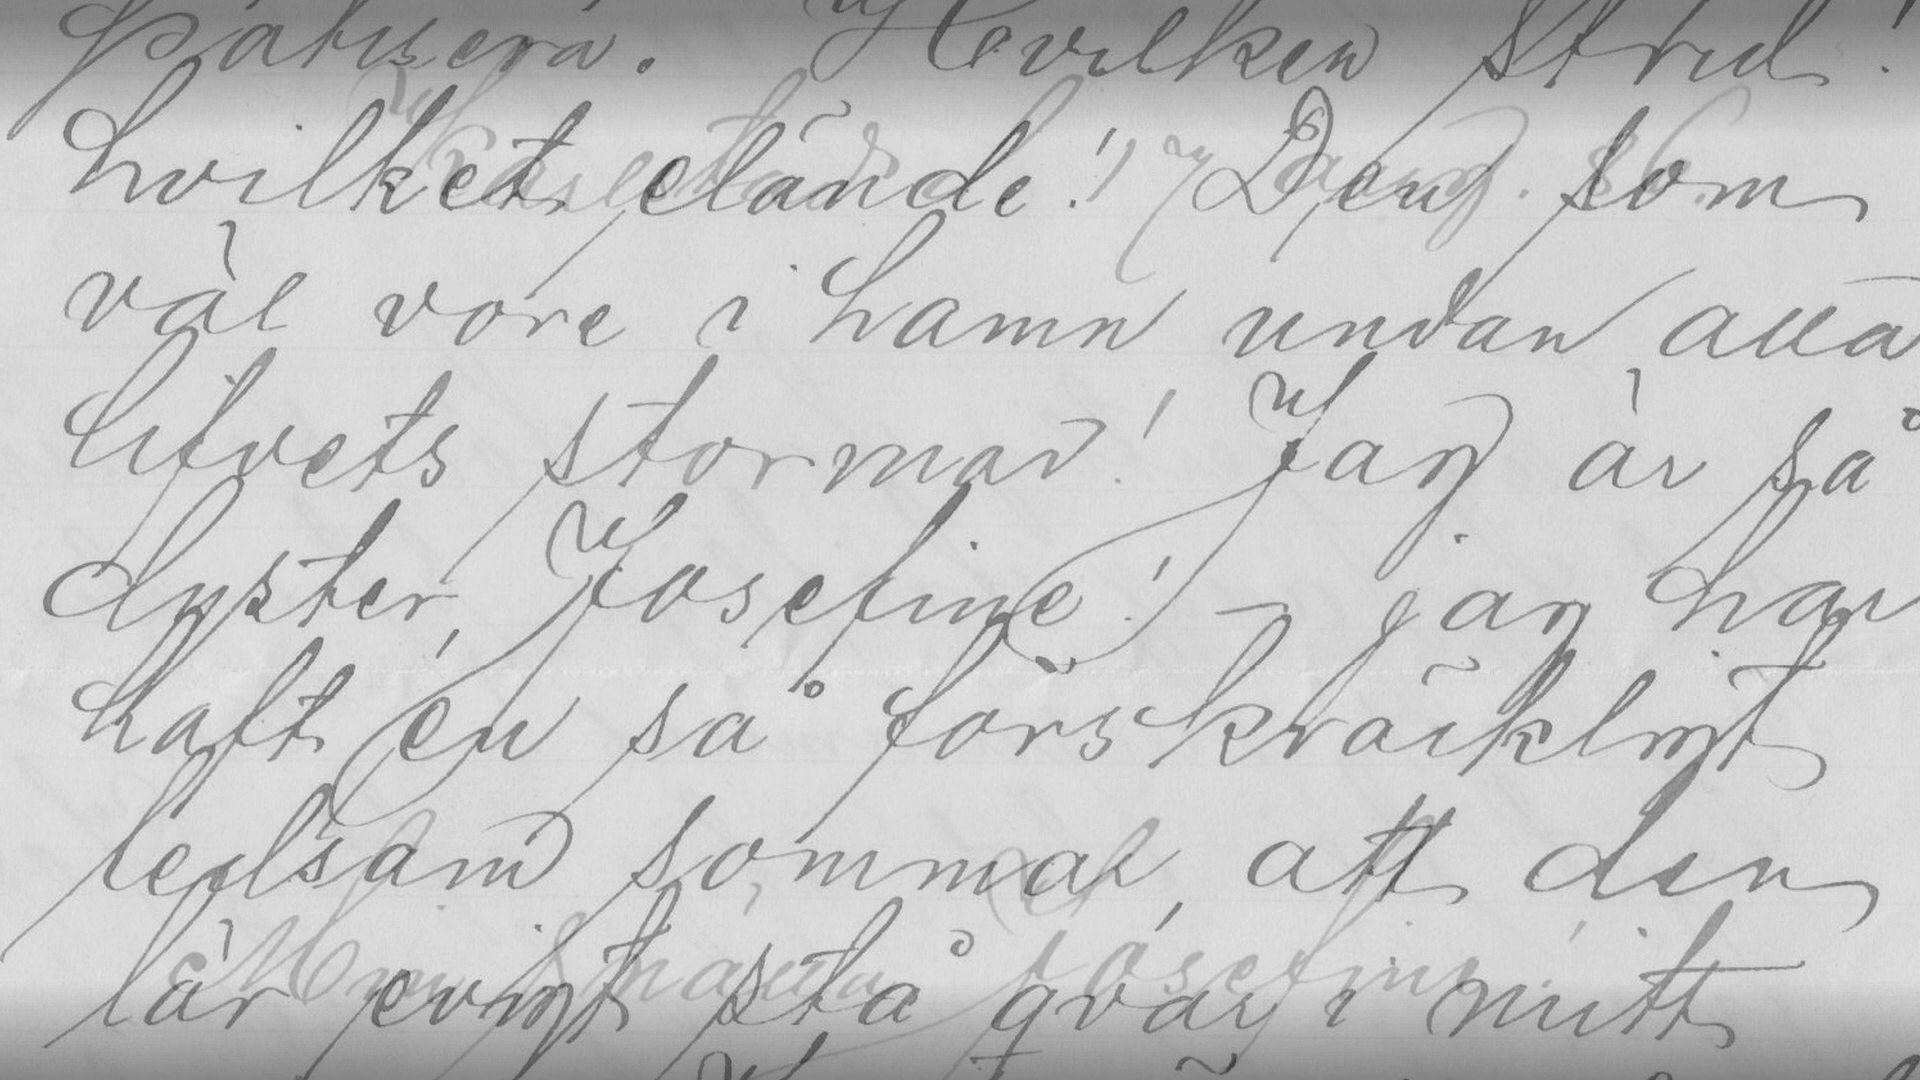 Hvilken strid!
hvilket elände! Den som
väl vore i hamn undan alla
lifvets stormar! Jag är så
dyster, Josefine! – jag har
haft en så förskräckligt
ledsam sommar, att den
lär evigt stå qvar i mitt